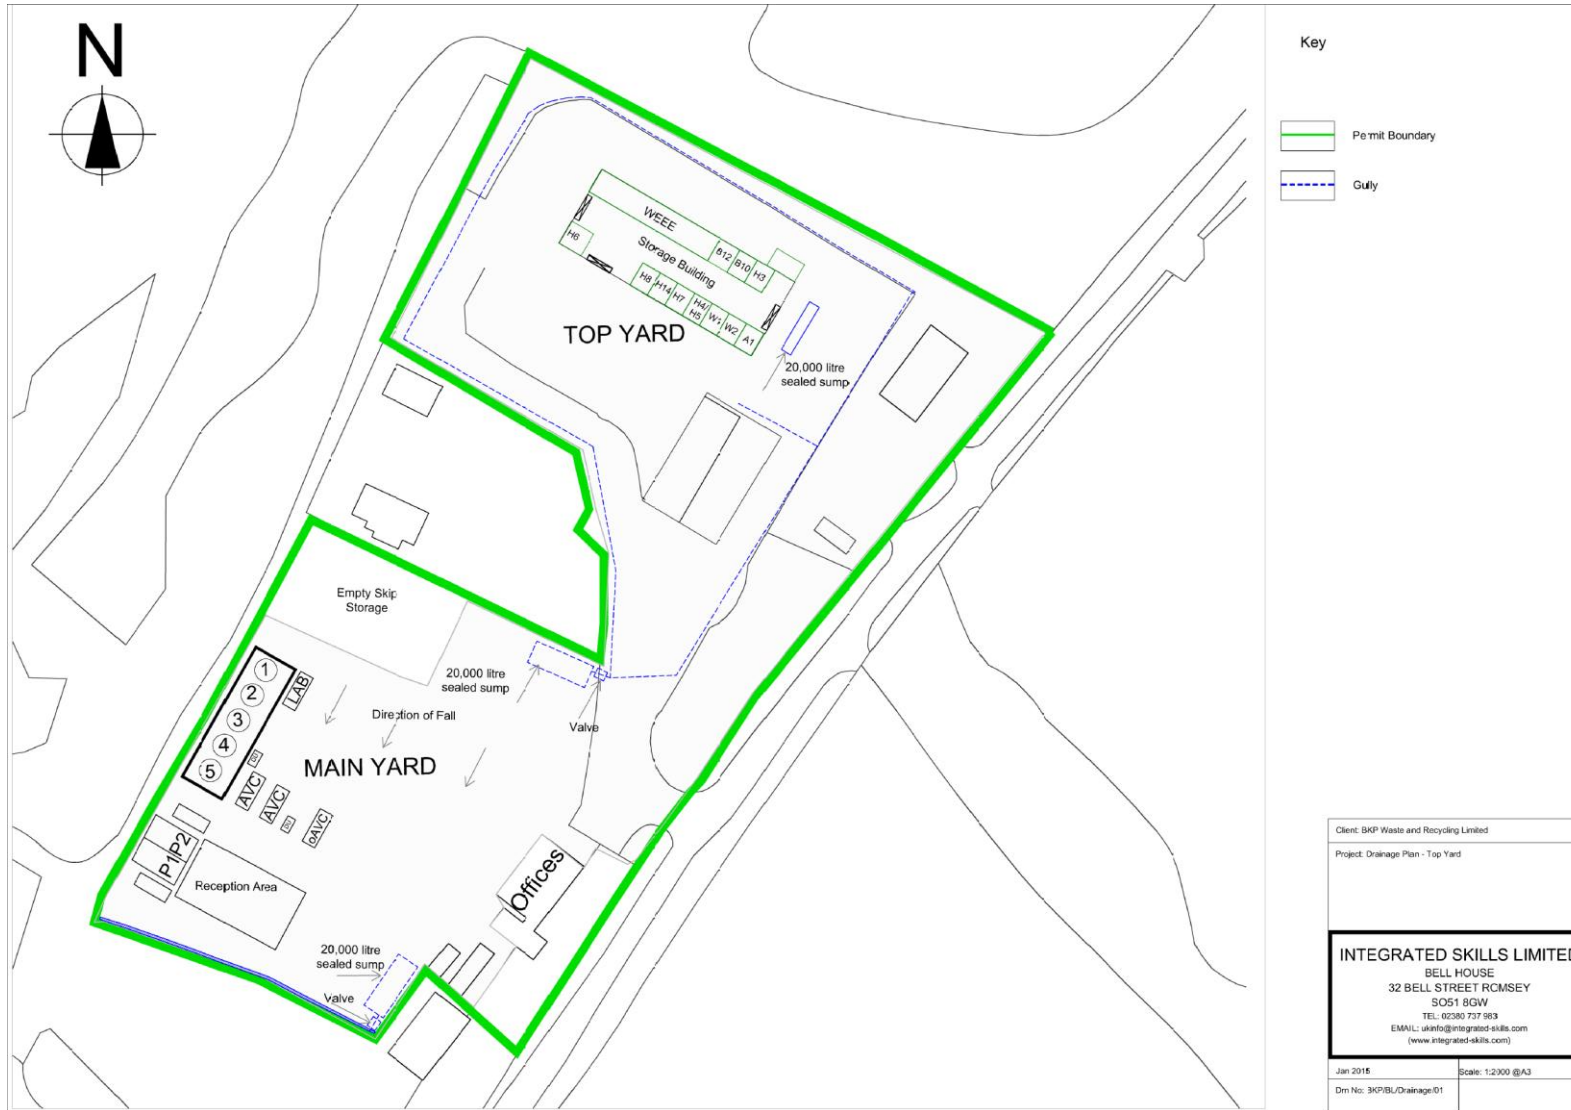 N
Key
Permit Boundary
Gully
WEEE
Storage Building
H6
B12
B10
H3
H8
H14
H7
H4/
H5
W1
W2
A1
TOP YARD
20,000 litre
sealed sump
Empty Skip
Storage
1
2
3
4
5
LAB
20,000 litre
sealed sump
Direction of Fall
Valve
MAIN YARD
AVC
AVC
oAVC
P1
P2
Reception Area
Offices
20,000 litre
sealed sump
Valve
Client: BKP Waste and Recycling Limited
Project: Drainage Plan - Top Yard
INTEGRATED SKILLS LIMITED
BELL HOUSE
32 BELL STREET ROMSEY
SO51 8GW
TEL: 02380 737 983
EMAIL: ukinfo@integrated-skills.com
(www.integrated-skills.com)
Jan 2015
Scale: 1:2000 @A3
Drn No: BKP/BL/Drainage/01